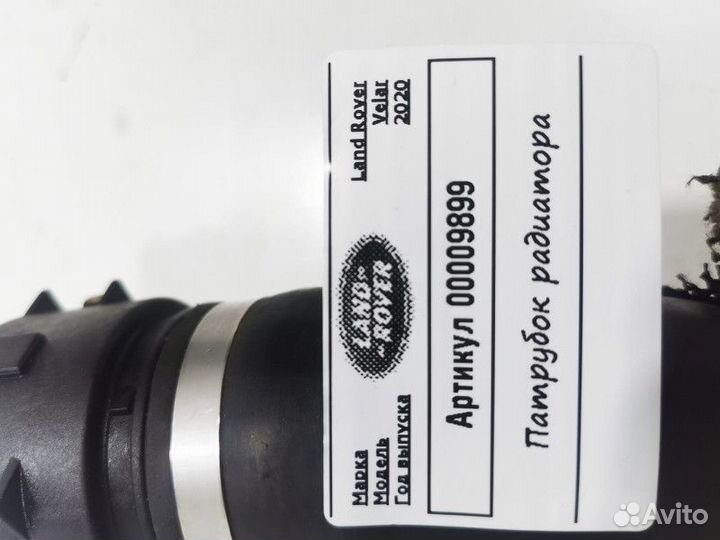 Марка Land Rover
Модель Velar
Год выпуска 2020
LAND ROVER
Артикул 00009899
Патрубок радиатора
Avito